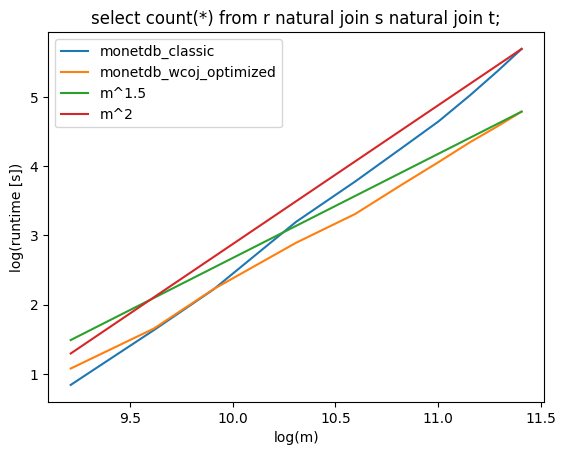 select count(*) from r natural join s natural join t;
monetdb_classic
monetdb_wcoj_optimized
m^1.5
m^2
5
4
3
2
1
log(runtime [s])
9.5
10.0
10.5
11.0
11.5
log(m)